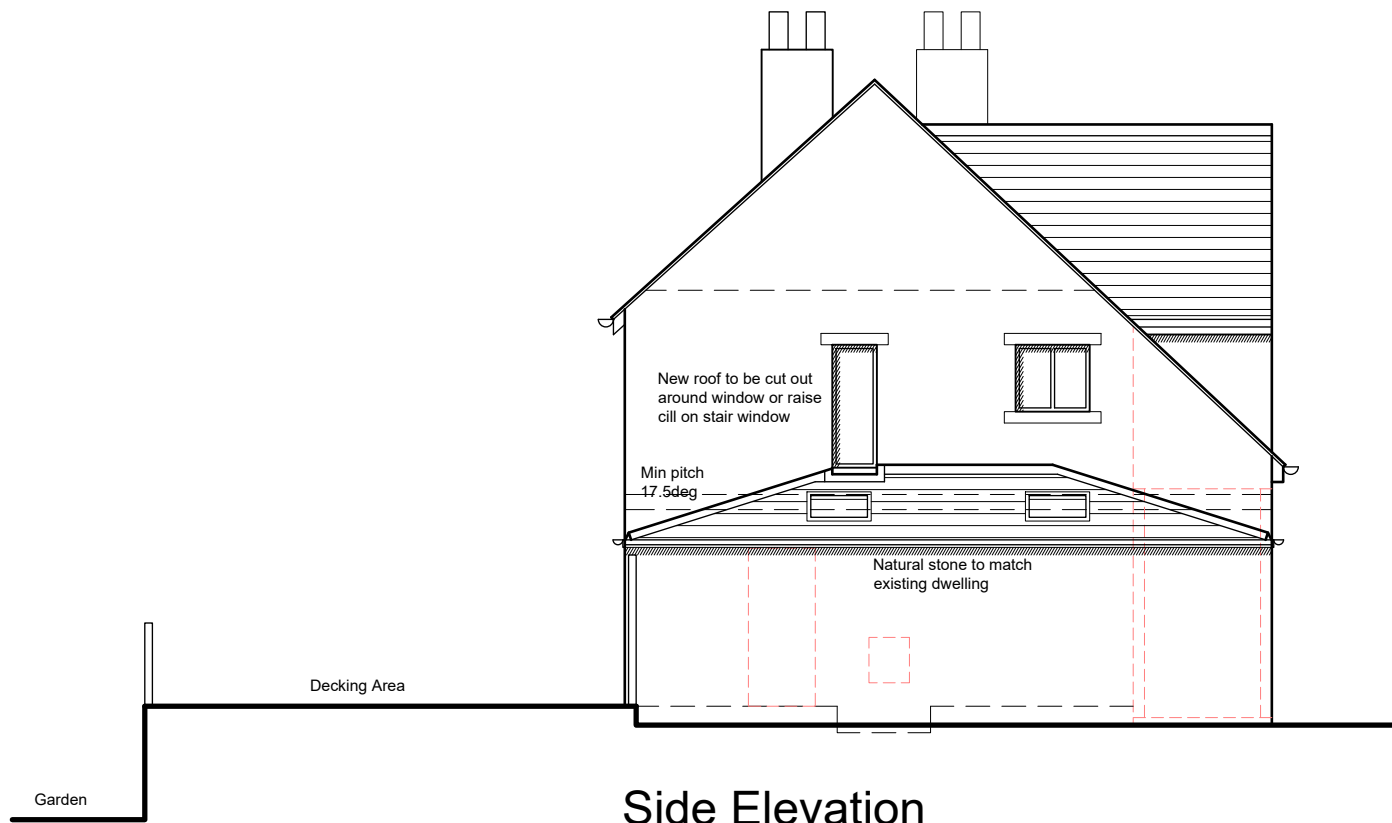 New roof to be cut out
around window or raise
cill on stair window
Min pitch
17.5deg
Natural stone to match
existing dwelling
Decking Area
Garden
Side Elevation